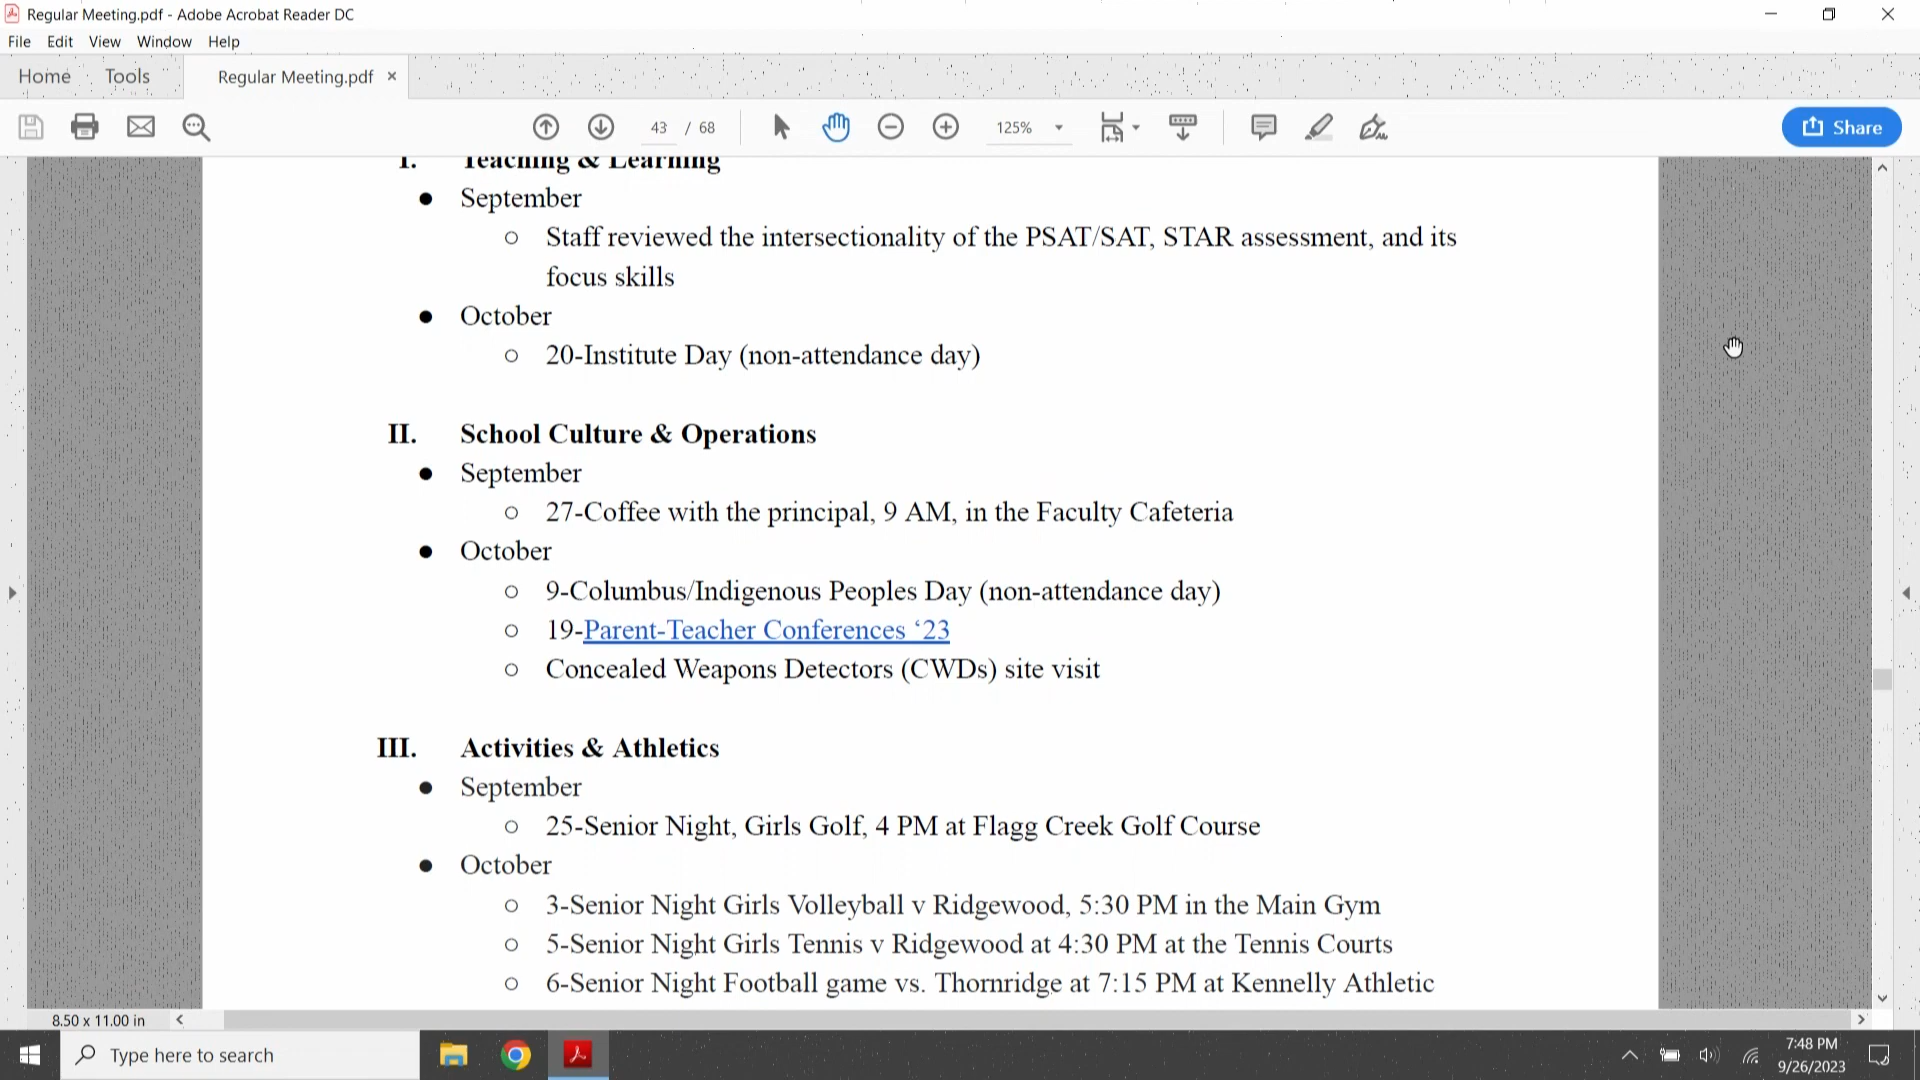 Regular Meeting.pdf - Adobe Acrobat Reader DC
File Edit View Window Help
Home Tools Regular Meeting.pdf ×
43 / 68 125% Share
I. Teaching & Learning
● September
○ Staff reviewed the intersectionality of the PSAT/SAT, STAR assessment, and its
focus skills
● October
○ 20-Institute Day (non-attendance day)
II. School Culture & Operations
● September
○ 27-Coffee with the principal, 9 AM, in the Faculty Cafeteria
● October
○ 9-Columbus/Indigenous Peoples Day (non-attendance day)
○ 19-Parent-Teacher Conferences ‘23
○ Concealed Weapons Detectors (CWDs) site visit
III. Activities & Athletics
● September
○ 25-Senior Night, Girls Golf, 4 PM at Flagg Creek Golf Course
● October
○ 3-Senior Night Girls Volleyball v Ridgewood, 5:30 PM in the Main Gym
○ 5-Senior Night Girls Tennis v Ridgewood at 4:30 PM at the Tennis Courts
○ 6-Senior Night Football game vs. Thornridge at 7:15 PM at Kennelly Athletic
8.50 x 11.00 in
Type here to search
7:48 PM
9/26/2023